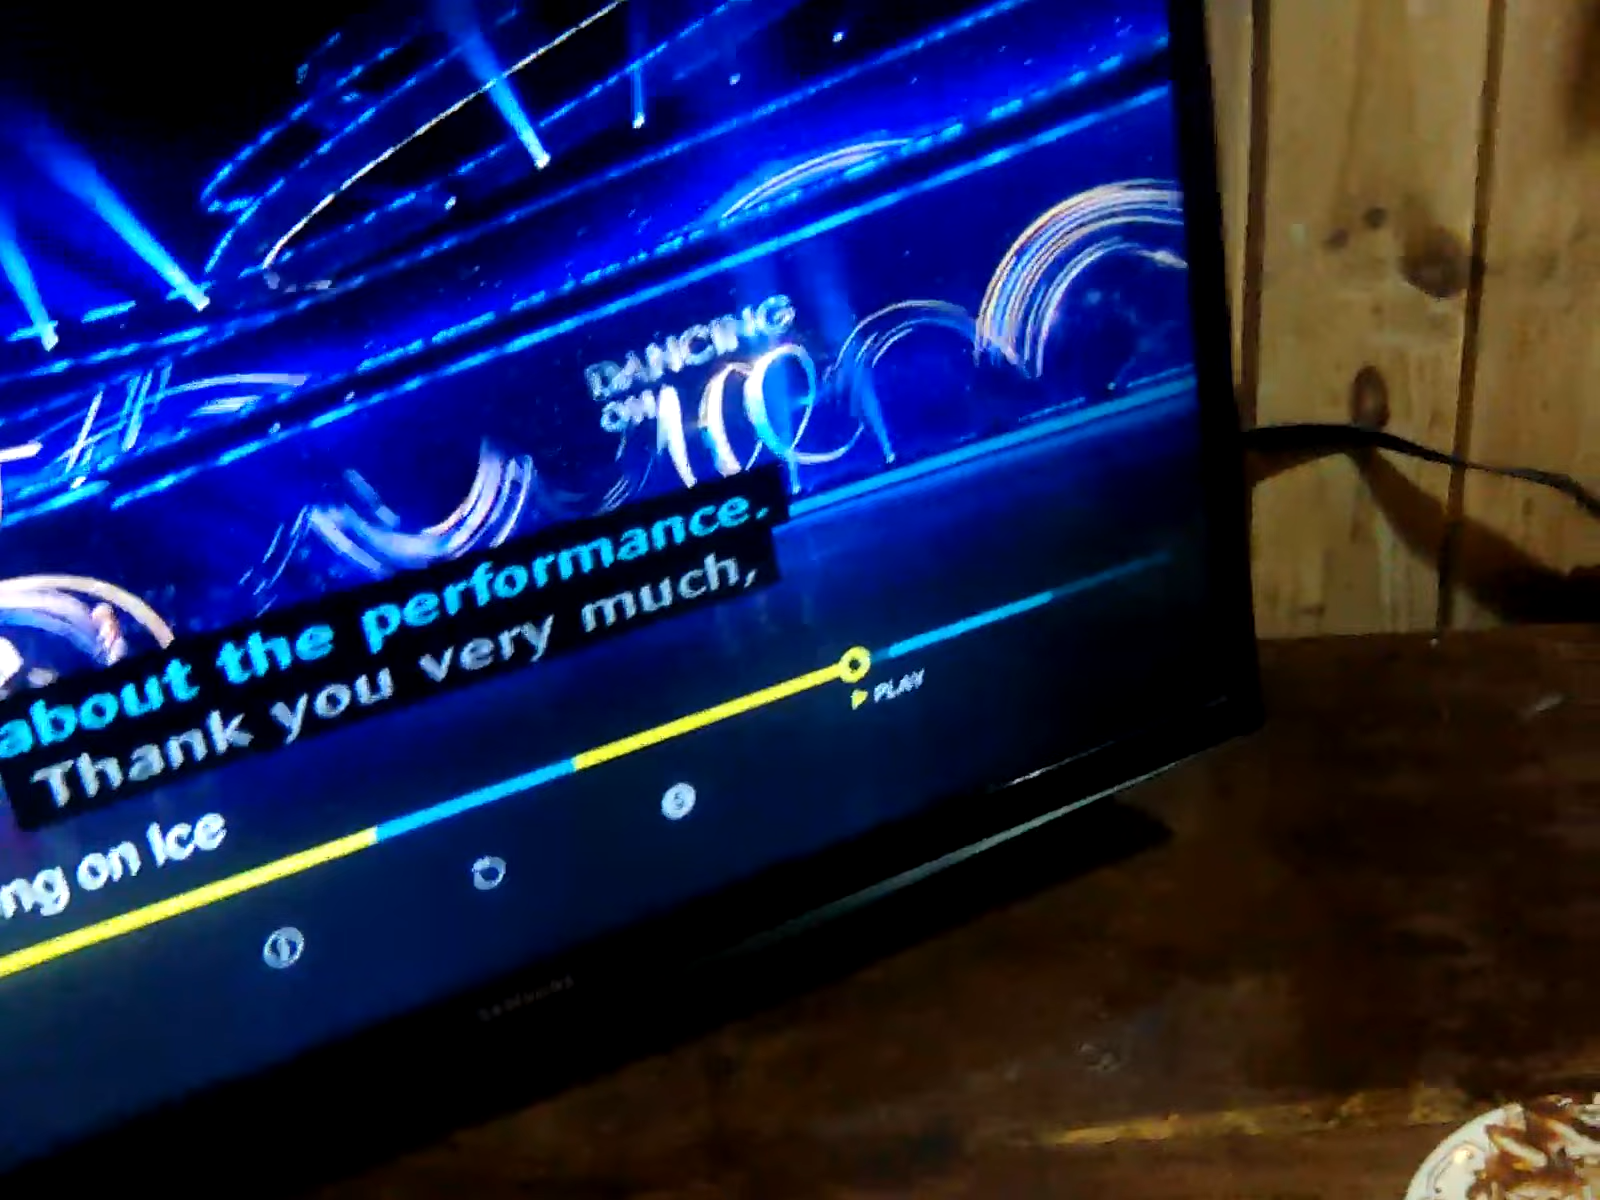 DANCING
ON ICE
about the performance.
Thank you very much,
PLAY
ng on Ice